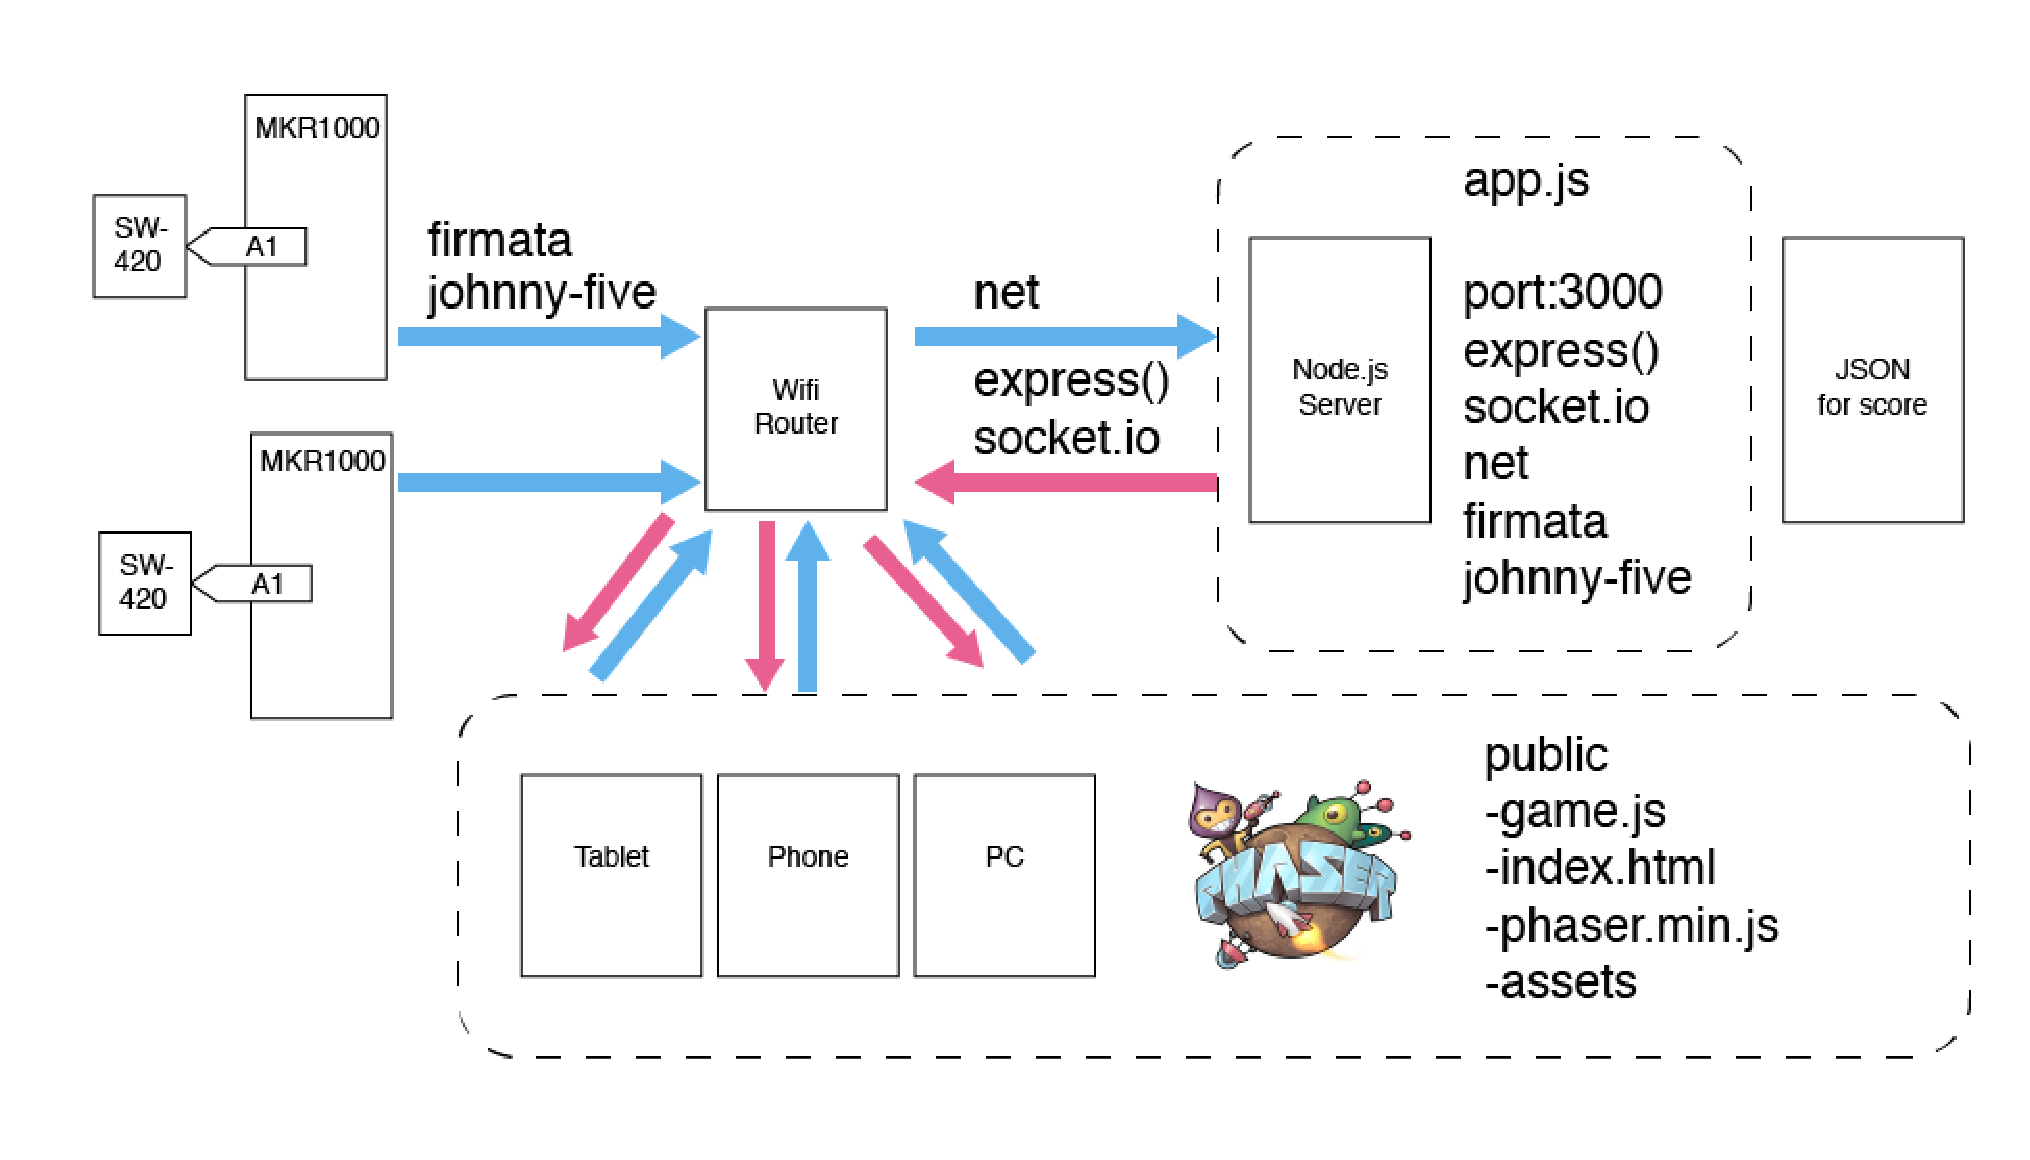 MKR1000
SW-
420
A1
firmata
johnny-five
MKR1000
SW-
420
A1
Wifi
Router
net
express()
socket.io
app.js
Node.js
Server
port:3000
express()
socket.io
net
firmata
johnny-five
JSON
for score
Tablet
Phone
PC
PHASER
public
-game.js
-index.html
-phaser.min.js
-assets